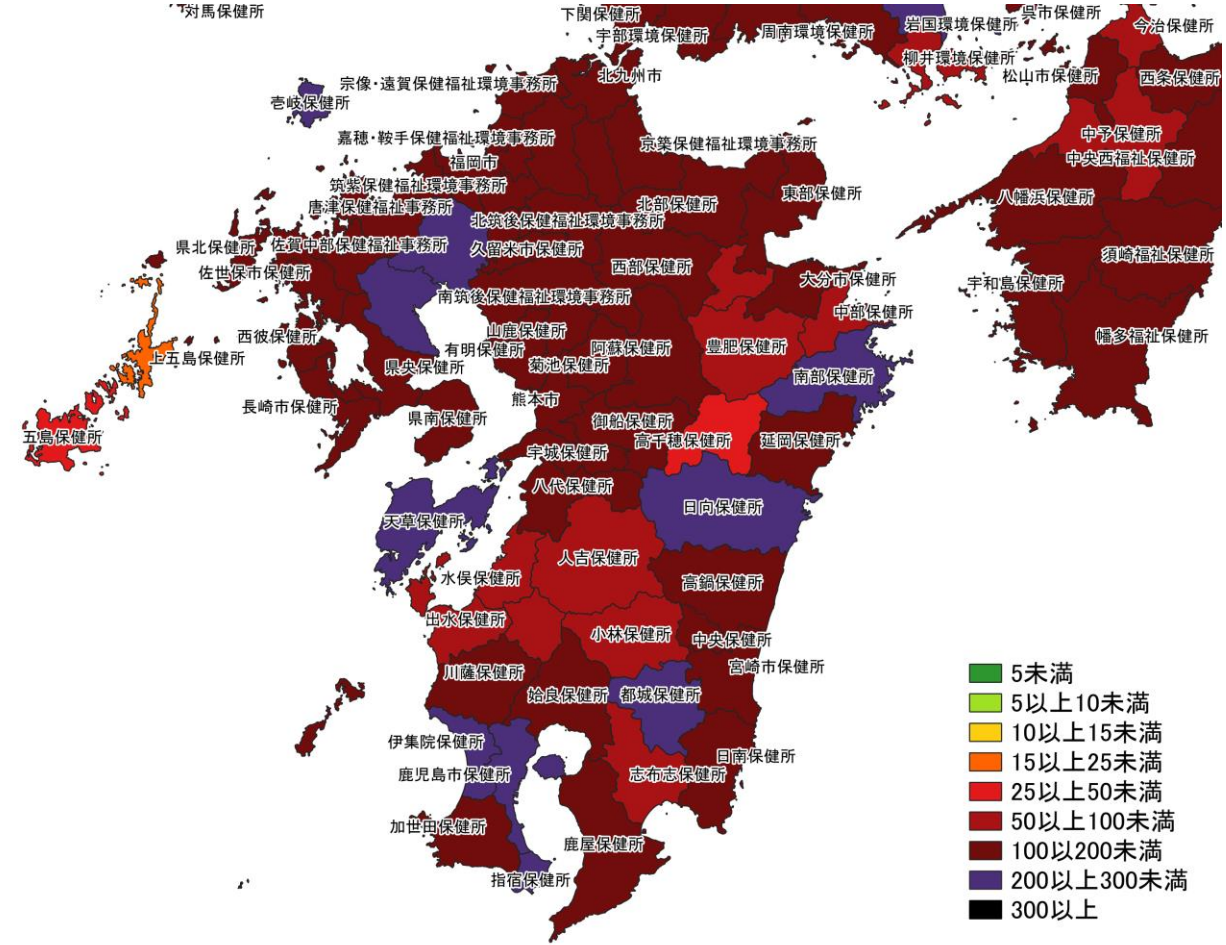 対馬保健所
下関保健所
宇部環境保健所
周南環境保健所
岩国環境保健所
呉市保健所
今治保健所
柳井環境保健所
松山市保健所
西条保健所
宗像・遠賀保健福祉環境事務所
北九州市
壱岐保健所
嘉穂・鞍手保健福祉環境事務所
京築保健福祉環境事務所
中予保健所
福岡市
中央西福祉保健所
筑紫保健福祉環境事務所
東部保健所
八幡浜保健所
唐津保健福祉事務所
北部保健所
北筑後保健福祉環境事務所
県北保健所
佐賀中部保健福祉事務所
久留米市保健所
須崎福祉保健所
佐世保市保健所
西部保健所
大分市保健所
宇和島保健所
南筑後保健福祉環境事務所
中部保健所
西彼保健所
山鹿保健所
幡多福祉保健所
上五島保健所
有明保健所
阿蘇保健所
豊肥保健所
県央保健所
菊池保健所
南部保健所
長崎市保健所
熊本市
県南保健所
御船保健所
五島保健所
高千穂保健所
延岡保健所
宇城保健所
八代保健所
日向保健所
天草保健所
人吉保健所
水俣保健所
高鍋保健所
出水保健所
小林保健所
中央保健所
宮崎市保健所
川薩保健所
姶良保健所
都城保健所
伊集院保健所
日南保健所
鹿児島市保健所
志布志保健所
加世田保健所
鹿屋保健所
指宿保健所
5未満
5以上10未満
10以上15未満
15以上25未満
25以上50未満
50以上100未満
100以200未満
200以上300未満
300以上